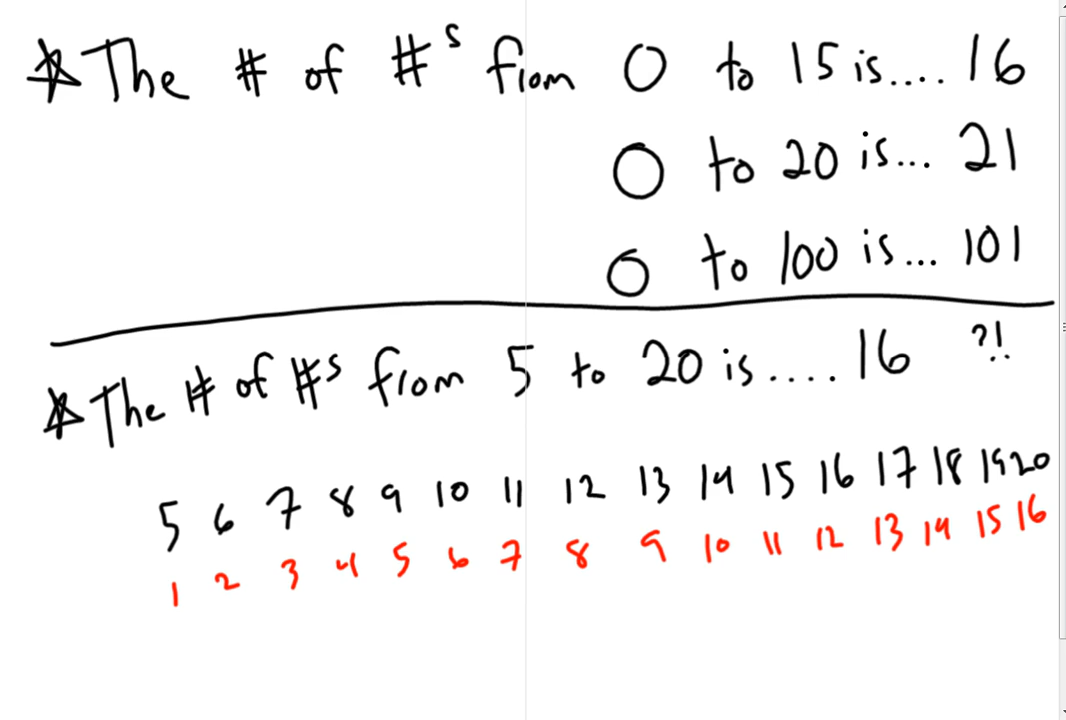 * The # of #s from 0 to 15 is.... 16
0 to 20 is... 21
0 to 100 is... 101
* The # of #s from 5 to 20 is.... 16 ?!
5 6 7 8 9 10 11 12 13 14 15 16 17 18 19 20
1 2 3 4 5 6 7 8 9 10 11 12 13 14 15 16